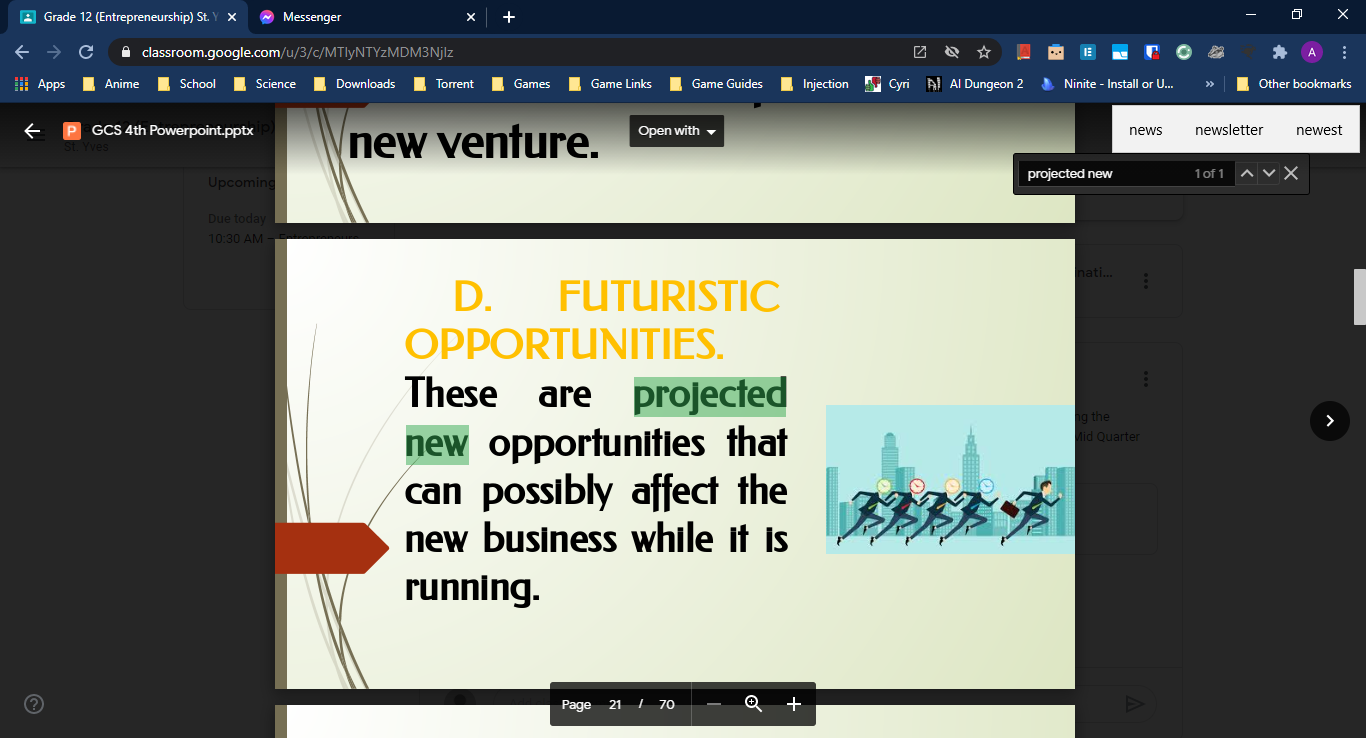 Grade 12 (Entrepreneurship) St. Y
Messenger
classroom.google.com/u/3/c/MTIyNTYzMDM3NjIz
Apps Anime School Science Downloads Torrent Games Game Links Game Guides Injection Cyri AI Dungeon 2 Ninite - Install or U... » Other bookmarks
GCS 4th Powerpoint.pptx
Open with
news newsletter newest
projected new 1 of 1
St. Yves
new venture.
Upcoming
Due today
10:30 AM – Entrepreneurs
D. FUTURISTIC
OPPORTUNITIES.
These are projected
new opportunities that
can possibly affect the
new business while it is
running.
nati...
ng the
Mid Quarter
Page 21 / 70
A